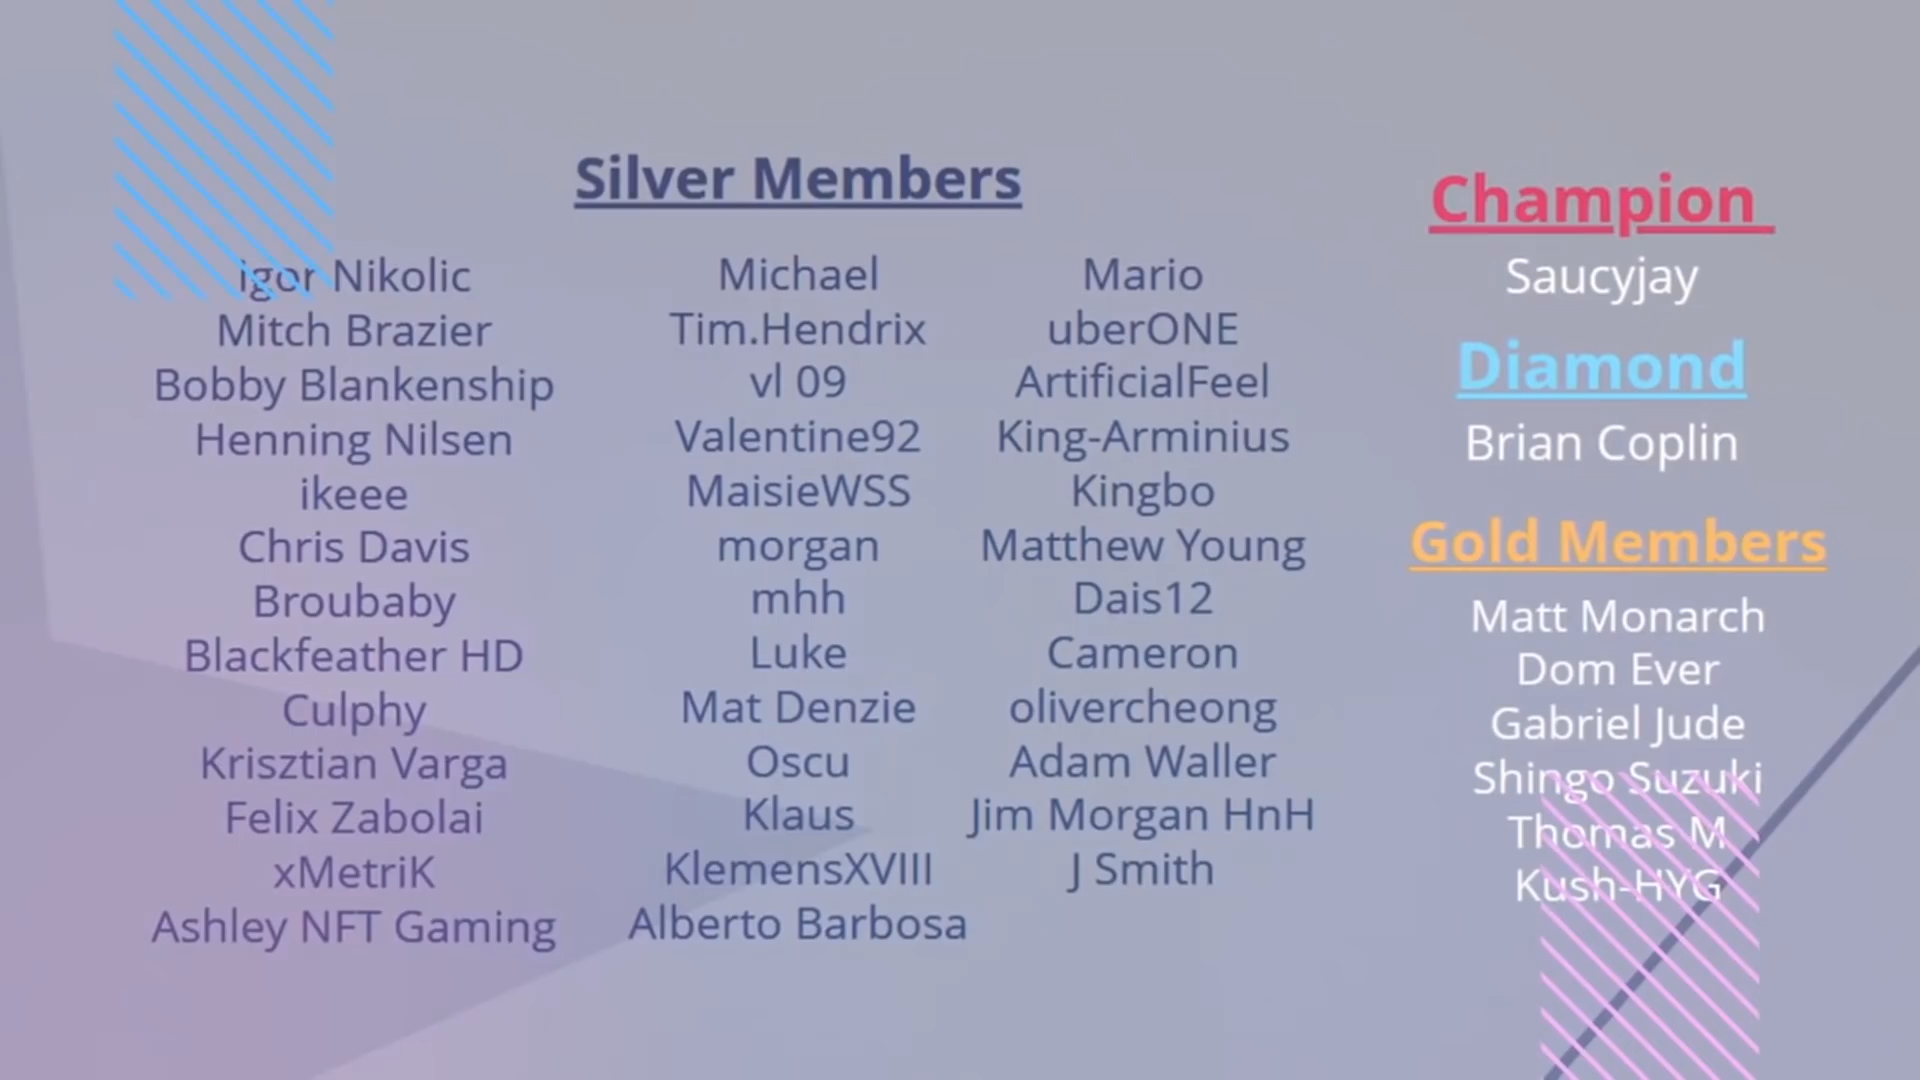 Silver Members
Igor Nikolic
Mitch Brazier
Bobby Blankenship
Henning Nilsen
ikeee
Chris Davis
Broubaby
Blackfeather HD
Culphy
Krisztian Varga
Felix Zabolai
xMetriK
Ashley NFT Gaming
Michael
Tim.Hendrix
vl 09
Valentine92
MaisieWSS
morgan
mhh
Luke
Mat Denzie
Oscu
Klaus
KlemensXVIII
Alberto Barbosa
Mario
uberONE
ArtificialFeel
King-Arminius
Kingbo
Matthew Young
Dais12
Cameron
olivercheong
Adam Waller
Jim Morgan HnH
J Smith
Champion
Saucyjay
Diamond
Brian Coplin
Gold Members
Matt Monarch
Dom Ever
Gabriel Jude
Shingo Suzuki
Thomas M
Kush-HYG